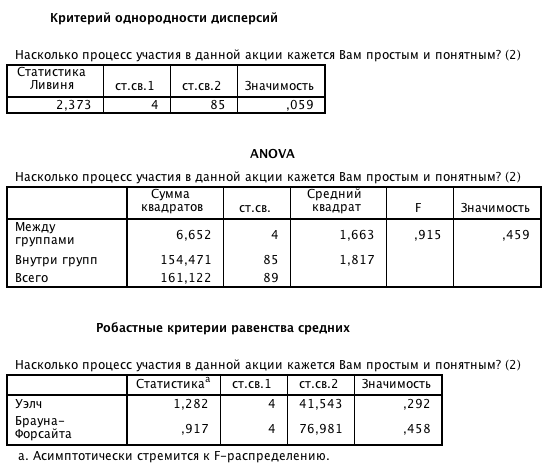 Критерий однородности дисперсий
Насколько процесс участия в данной акции кажется Вам простым и понятным? (2)
Статистика Ливиня ст.св.1 ст.св.2 Значимость
2,373 4 85 ,059
ANOVA
Насколько процесс участия в данной акции кажется Вам простым и понятным? (2)
Сумма квадратов ст.св. Средний квадрат F Значимость
Между группами 6,652 4 1,663 ,915 ,459
Внутри групп 154,471 85 1,817
Всего 161,122 89
Робастные критерии равенства средних
Насколько процесс участия в данной акции кажется Вам простым и понятным? (2)
Статистикаa ст.св.1 ст.св.2 Значимость
Уэлч 1,282 4 41,543 ,292
Брауна-Форсайта ,917 4 76,981 ,458
a. Асимптотически стремится к F-распределению.